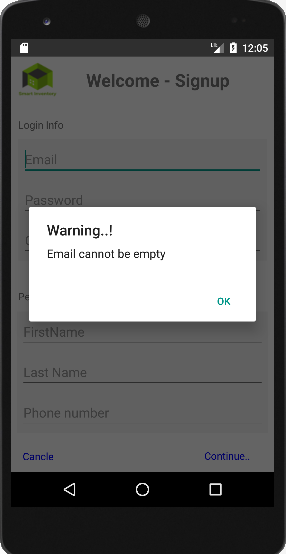 12:05
Welcome - Signup
Login Info
Email
Password
Warning..!
Email cannot be empty
OK
FirstName
Last Name
Phone number
Cancle
Continue..